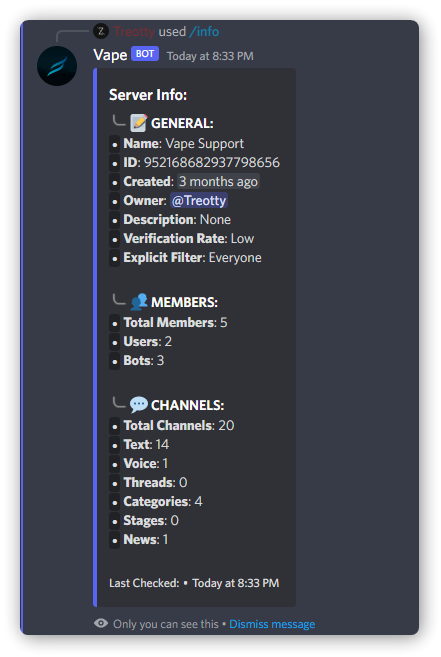 Z Treotty used /info
Vape BOT Today at 8:33 PM
Server Info:
GENERAL:
• Name: Vape Support
• ID: 952168682937798656
• Created: 3 months ago
• Owner: @Treotty
• Description: None
• Verification Rate: Low
• Explicit Filter: Everyone
MEMBERS:
• Total Members: 5
• Users: 2
• Bots: 3
CHANNELS:
• Total Channels: 20
• Text: 14
• Voice: 1
• Threads: 0
• Categories: 4
• Stages: 0
• News: 1
Last Checked: • Today at 8:33 PM
Only you can see this • Dismiss message